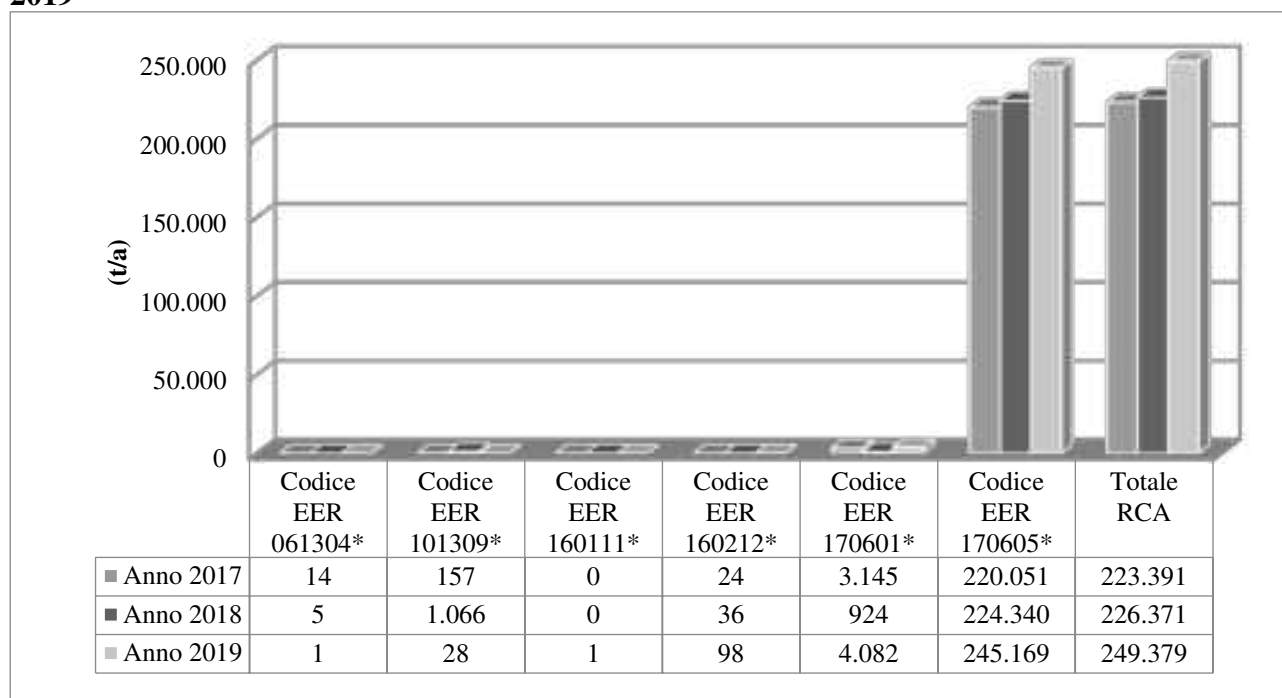 2019
250.000
200.000
150.000
100.000
50.000
0
(t/a)
Codice EER 061304*
Codice EER 101309*
Codice EER 160111*
Codice EER 160212*
Codice EER 170601*
Codice EER 170605*
Totale RCA
Anno 2017 14 157 0 24 3.145 220.051 223.391
Anno 2018 5 1.066 0 36 924 224.340 226.371
Anno 2019 1 28 1 98 4.082 245.169 249.379